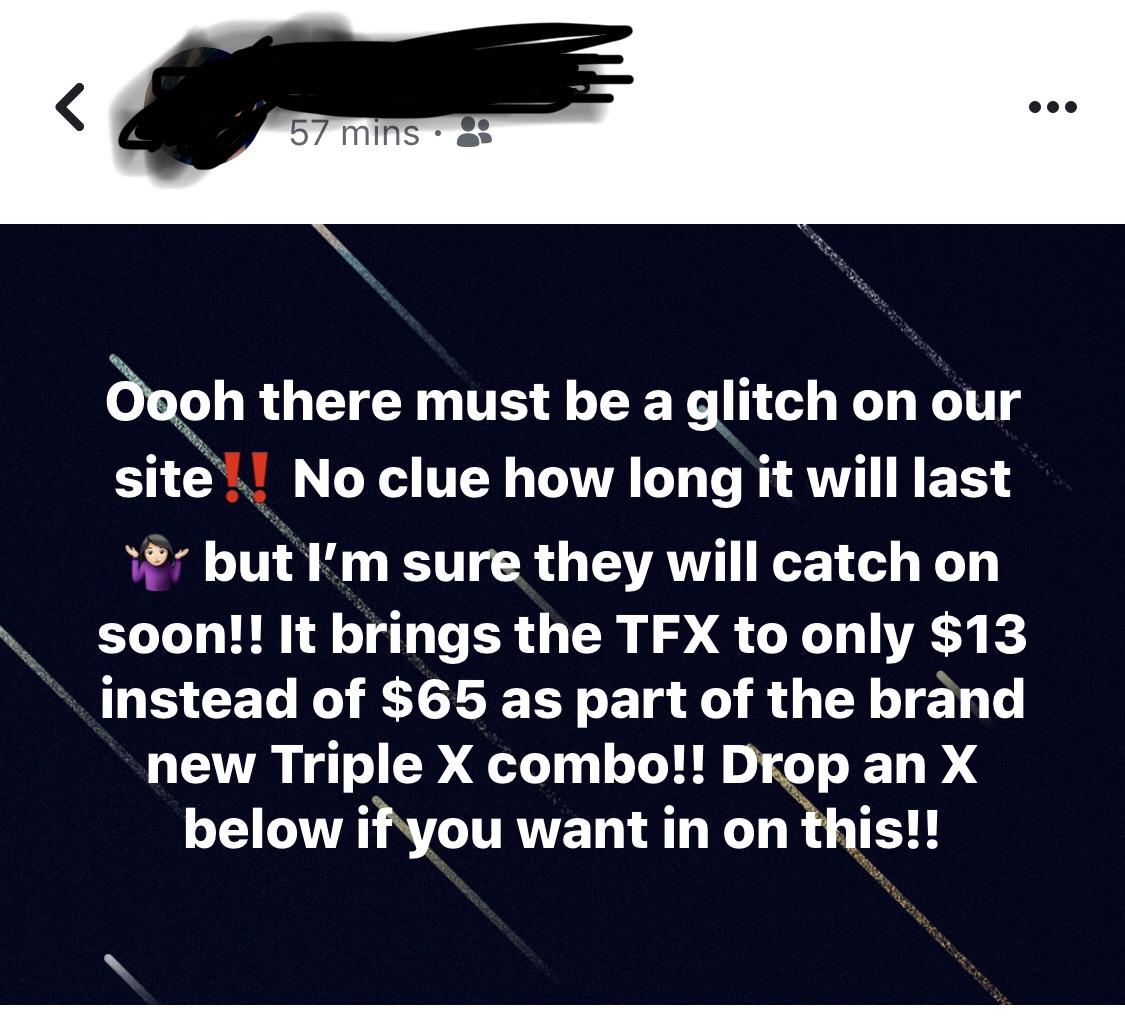 57 mins ·
Ooooh there must be a glitch on our
site‼️ No clue how long it will last
🤷🏻‍♀️ but I’m sure they will catch on
soon!! It brings the TFX to only $13
instead of $65 as part of the brand
new Triple X combo!! Drop an X
below if you want in on this!!